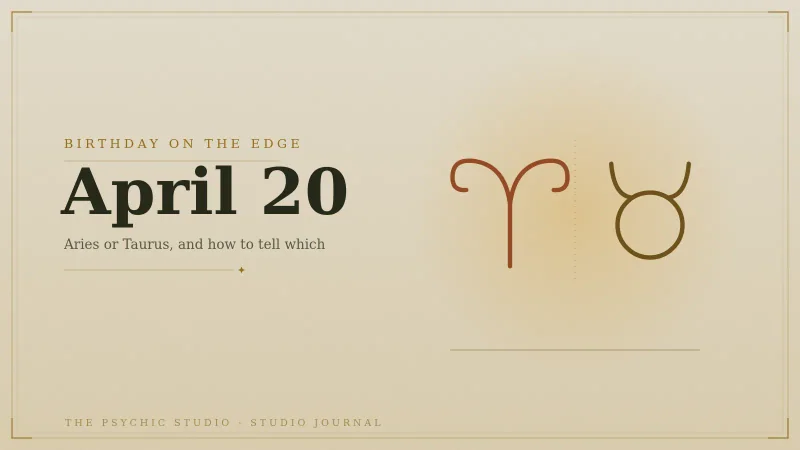 BIRTHDAY ON THE EDGE
April 20
Aries or Taurus, and how to tell which
THE PSYCHIC STUDIO · STUDIO JOURNAL